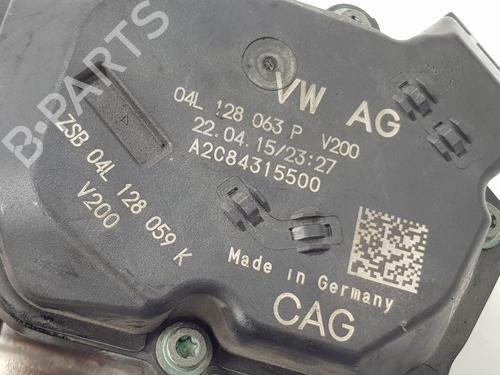 B-PARTS
VW AG
04L 128 063 P V200
22.04.15/23:27
A2C84315500
ZSB 04L 128 059 K
V200
Made in Germany
CAG